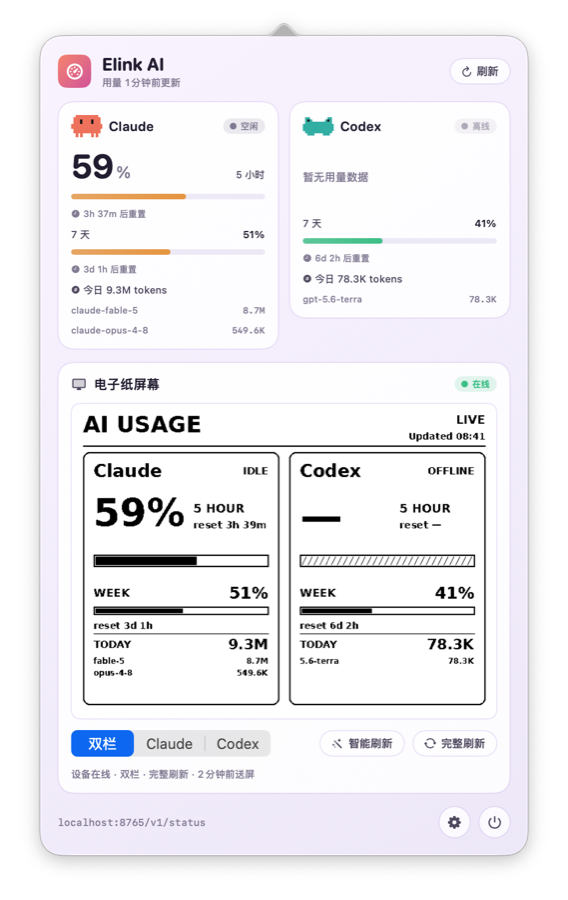 Elink AI
用量 1分钟前更新
刷新
Claude
空闲
59%
5 小时
3h 37m 后重置
7 天
51%
3d 1h 后重置
今日 9.3M tokens
claude-fable-5
8.7M
claude-opus-4-8
549.6K
Codex
离线
暂无用量数据
7 天
41%
6d 2h 后重置
今日 78.3K tokens
gpt-5.6-terra
78.3K
电子纸屏幕
在线
AI USAGE
LIVE
Updated 08:41
Claude
IDLE
59%
5 HOUR
reset 3h 39m
WEEK
51%
reset 3d 1h
TODAY
9.3M
fable-5
8.7M
opus-4-8
549.6K
Codex
OFFLINE
—
5 HOUR
reset —
WEEK
41%
reset 6d 2h
TODAY
78.3K
5.6-terra
78.3K
双栏
Claude
Codex
智能刷新
完整刷新
设备在线 · 双栏 · 完整刷新 · 2分钟前送屏
localhost:8765/v1/status